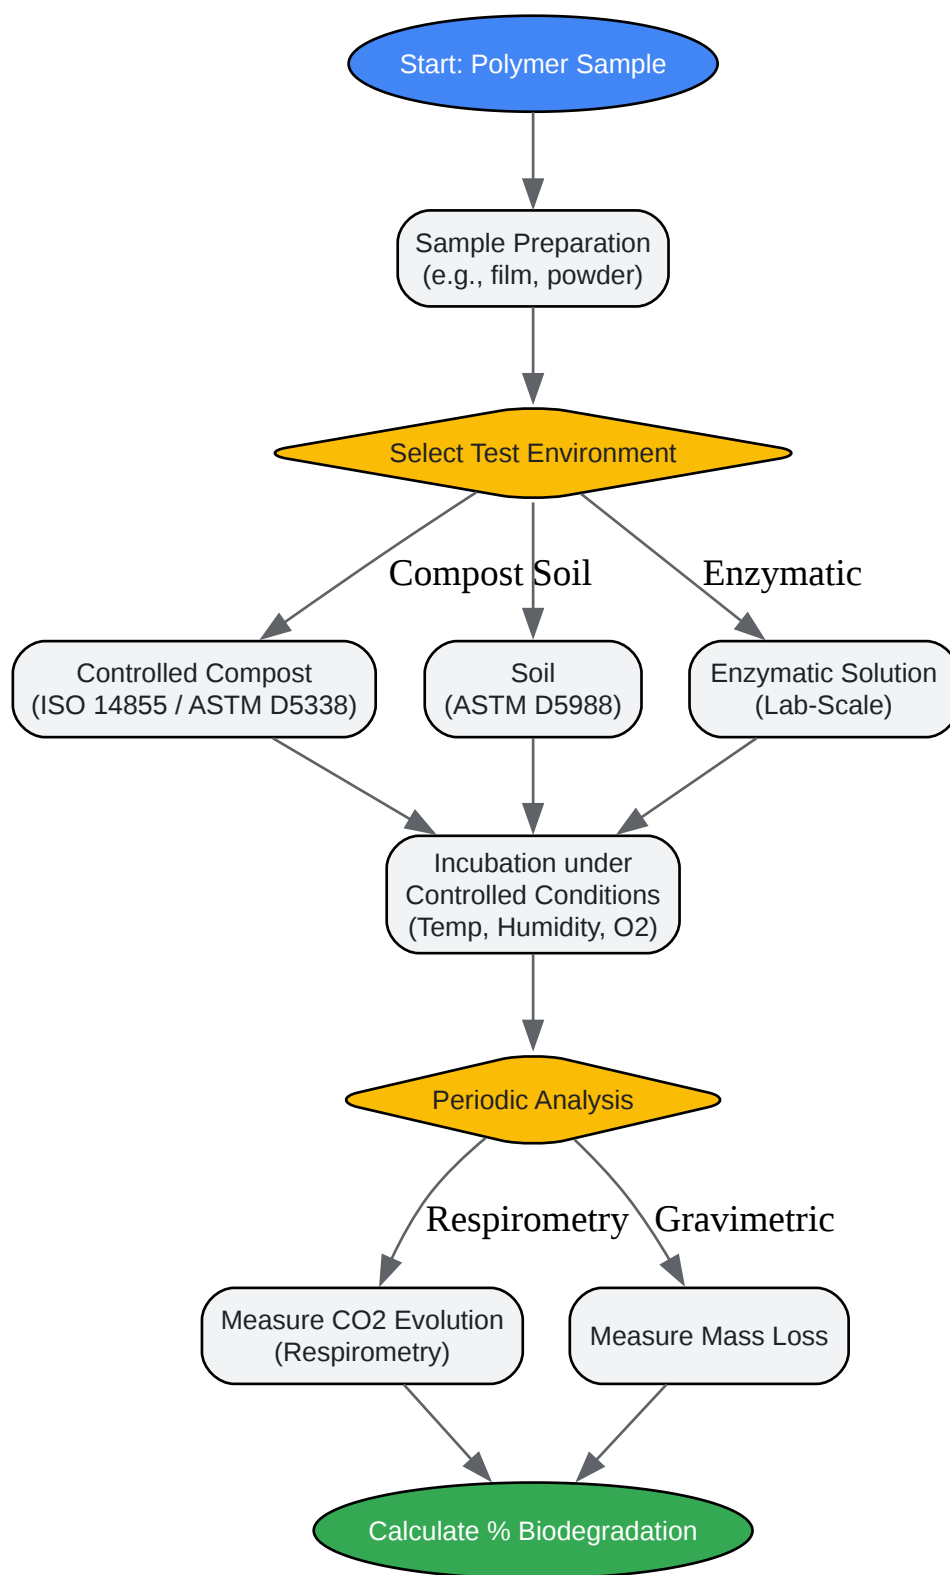 Start: Polymer Sample
Sample Preparation
(e.g., film, powder)
Select Test Environment
Compost
Soil
Enzymatic
Controlled Compost
(ISO 14855 / ASTM D5338)
Soil
(ASTM D5988)
Enzymatic Solution
(Lab-Scale)
Incubation under
Controlled Conditions
(Temp, Humidity, O2)
Periodic Analysis
Respirometry
Gravimetric
Measure CO2 Evolution
(Respirometry)
Measure Mass Loss
Calculate % Biodegradation